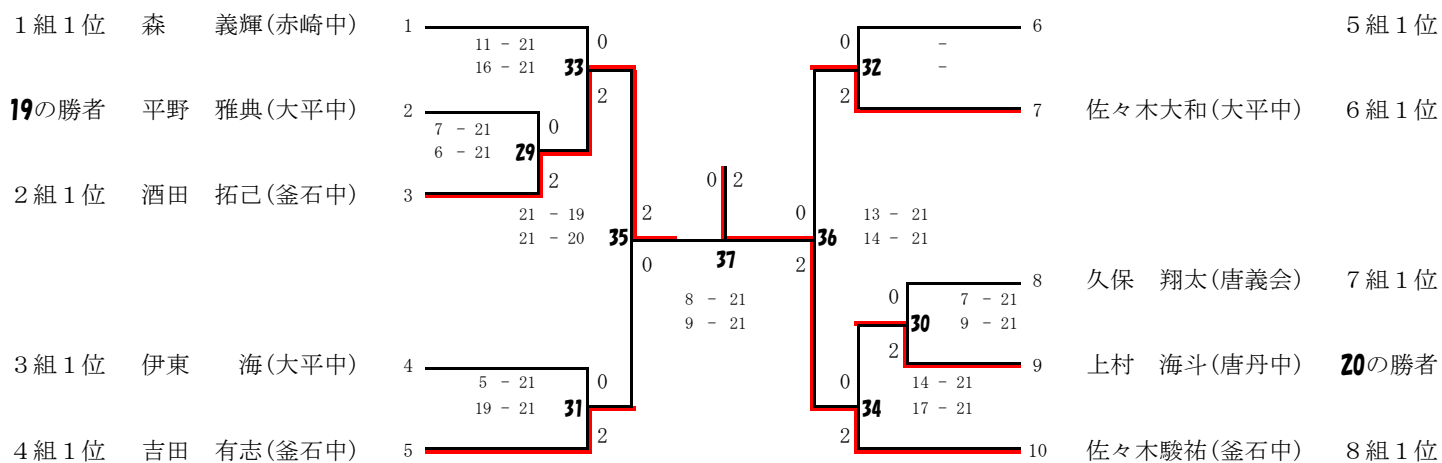 1組1位 森 義輝(赤崎中) 1
11 - 21
16 - 21
33
0
2
19の勝者 平野 雅典(大平中) 2
7 - 21
6 - 21
29
0
2
2組1位 酒田 拓己(釜石中) 3
21 - 19
21 - 20
35
2
0
3組1位 伊東 海(大平中) 4
5 - 21
19 - 21
31
0
2
4組1位 吉田 有志(釜石中) 5
0 2
37
8 - 21
9 - 21
6 5組1位
0
-
-
32
2
7 佐々木大和(大平中) 6組1位
0
13 - 21
14 - 21
36
2
8 久保 翔太(唐義会) 7組1位
0
7 - 21
9 - 21
30
2
9 上村 海斗(唐丹中) 20の勝者
0
14 - 21
17 - 21
34
2
10 佐々木駿祐(釜石中) 8組1位